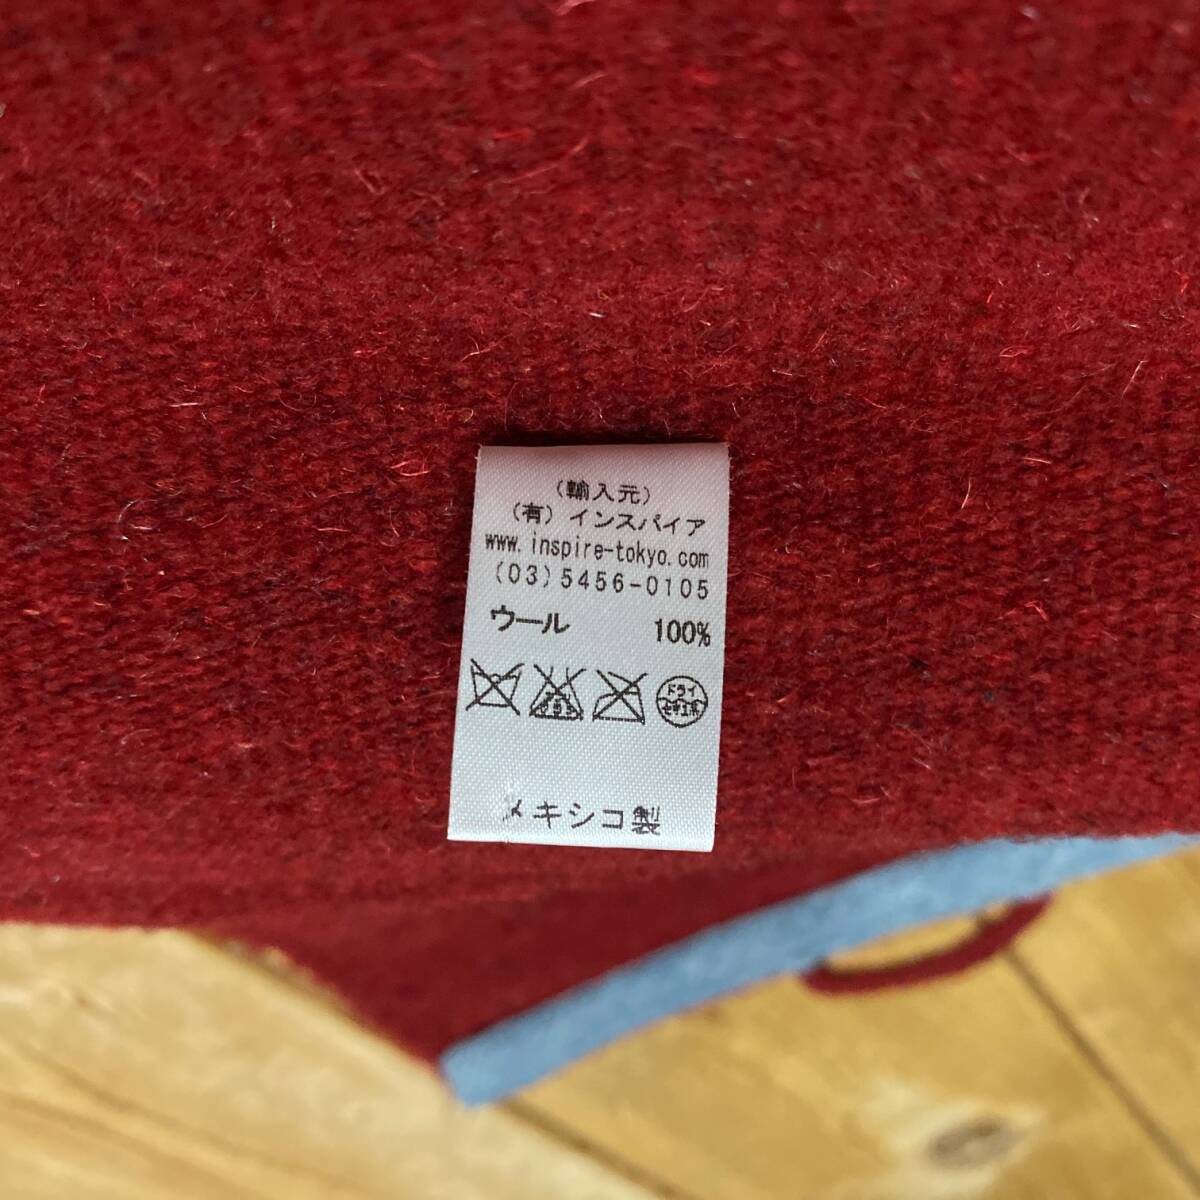 (輸入元)
(有) インスパイア
www.inspire-tokyo.com
(03)5456-0105
ウール 100%
ドライ
メキシコ製